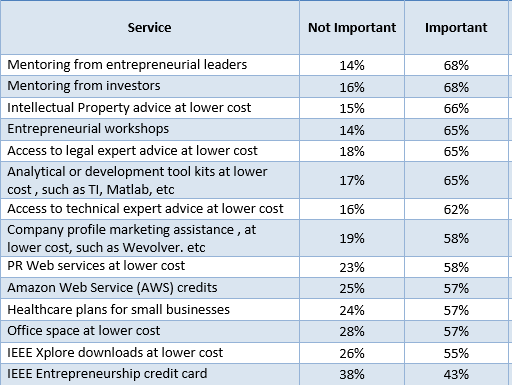 Service Not Important Important
Mentoring from entrepreneurial leaders 14% 68%
Mentoring from investors 16% 68%
Intellectual Property advice at lower cost 15% 66%
Entrepreneurial workshops 14% 65%
Access to legal expert advice at lower cost 18% 65%
Analytical or development tool kits at lower
cost , such as TI, Matlab, etc 17% 65%
Access to technical expert advice at lower cost 16% 62%
Company profile marketing assistance , at
lower cost, such as Wevolver. etc 19% 58%
PR Web services at lower cost 23% 58%
Amazon Web Service (AWS) credits 25% 57%
Healthcare plans for small businesses 24% 57%
Office space at lower cost 28% 57%
IEEE Xplore downloads at lower cost 26% 55%
IEEE Entrepreneurship credit card 38% 43%